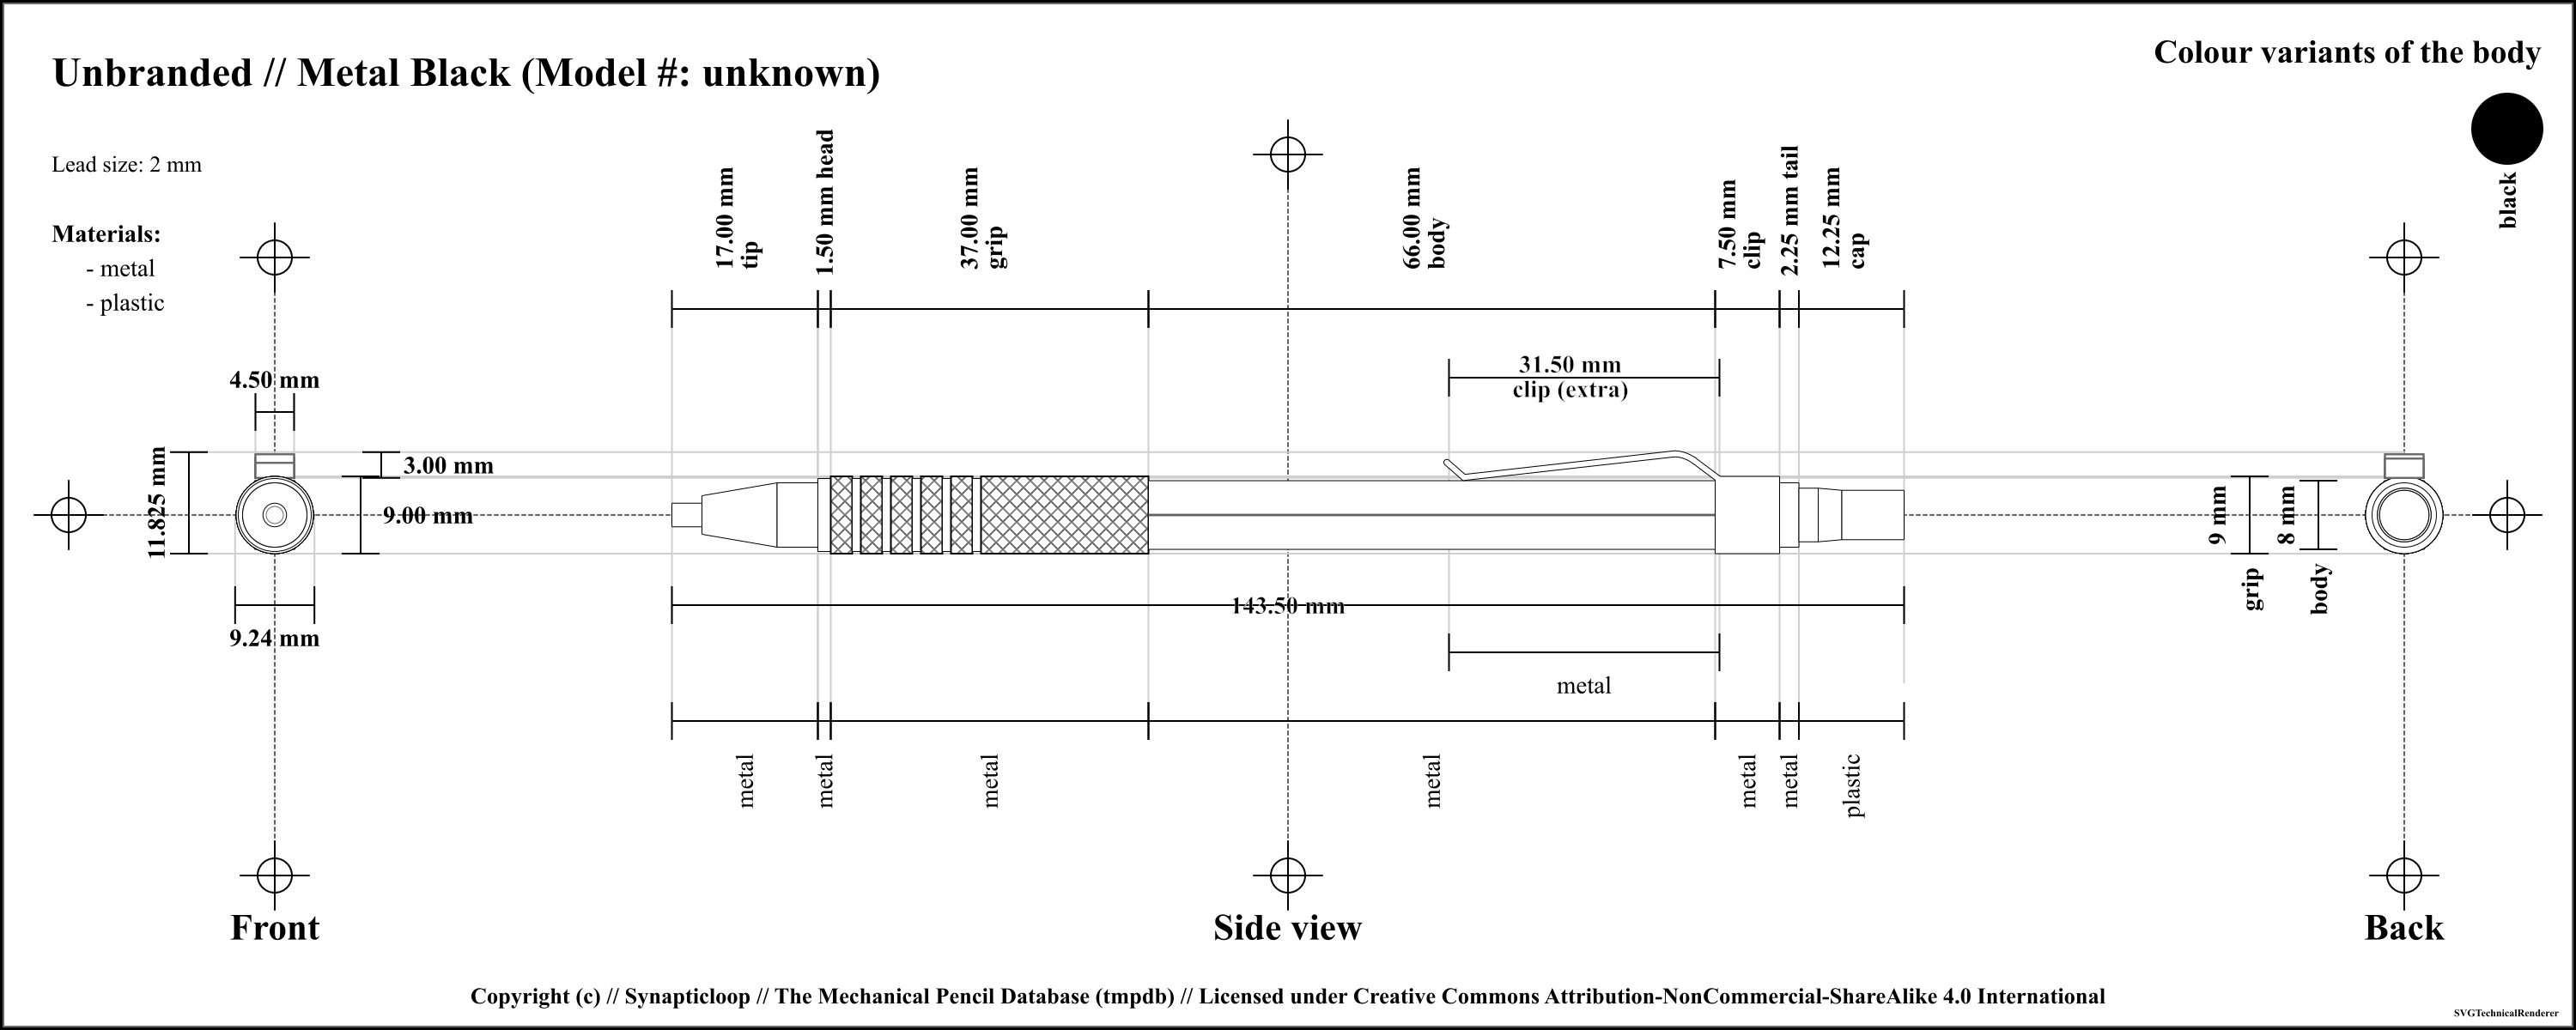 Unbranded // Metal Black (Model #: unknown)
Colour variants of the body
black
Lead size: 2 mm
Materials:
- metal
- plastic
17.00 mm
tip
1.50 mm head
37.00 mm
grip
66.00 mm
body
7.50 mm
clip
2.25 mm tail
12.25 mm
cap
31.50 mm
clip (extra)
4.50 mm
11.825 mm
3.00 mm
9.00 mm
9.24 mm
143.50 mm
9 mm
grip
8 mm
body
metal
metal
metal
metal
metal
metal
metal
plastic
Front
Side view
Back
Copyright (c) // Synapticloop // The Mechanical Pencil Database (tmpdb) // Licensed under Creative Commons Attribution-NonCommercial-ShareAlike 4.0 International
SVGTechnicalRenderer